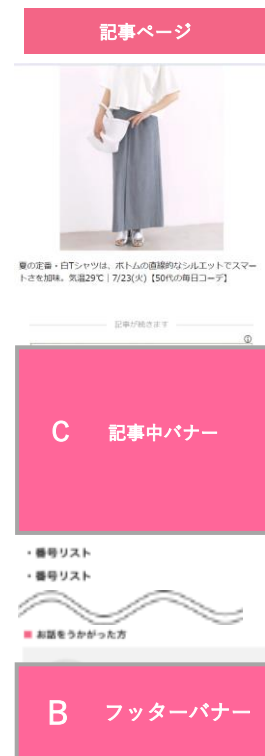 記事ページ
夏の定番・白Tシャツは、ボトムの直線的なシルエットでスマー
トさを加味。気温29℃｜7/23(火)【50代の毎日コーデ】
記事が続きます
C 記事中バナー
・番号リスト
・番号リスト
■ お話をうかがった方
B フッターバナー